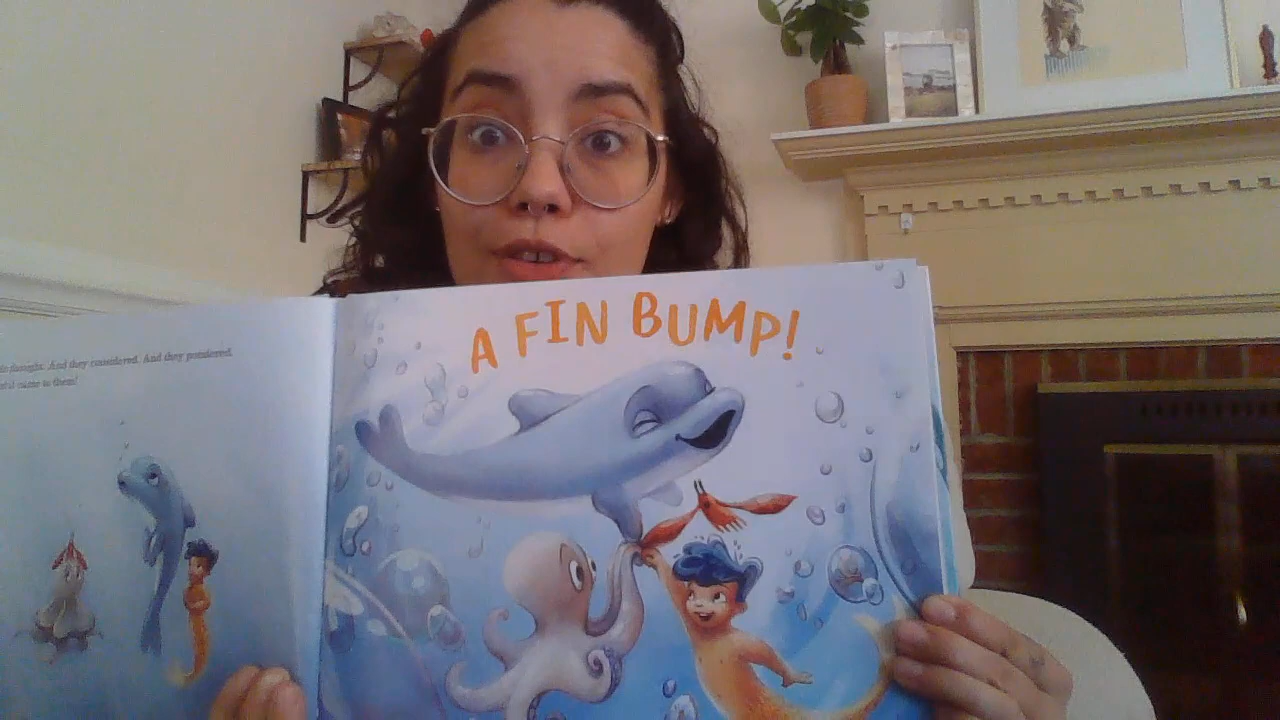 thought. And they considered. And they pondered.
it came to them!
A FIN BUMP!